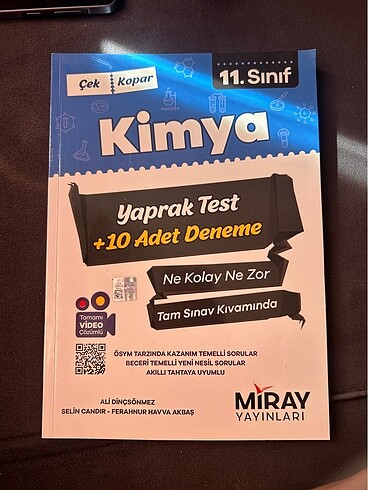 Çek Kopar
11. Sınıf
Kimya
Yaprak Test
+10 Adet Deneme
Ne Kolay Ne Zor
Tam Sınav Kıvamında
Tamamı
VİDEO
Çözümlü
ÖSYM TARZINDA KAZANIM TEMELLİ SORULAR
BECERİ TEMELLİ YENİ NESİL SORULAR
AKILLI TAHTAYA UYUMLU
ALİ DİNÇSÖNMEZ
SELİN CANDIR - FERAHNUR HAVVA AKBAŞ
MİRAY
YAYINLARI